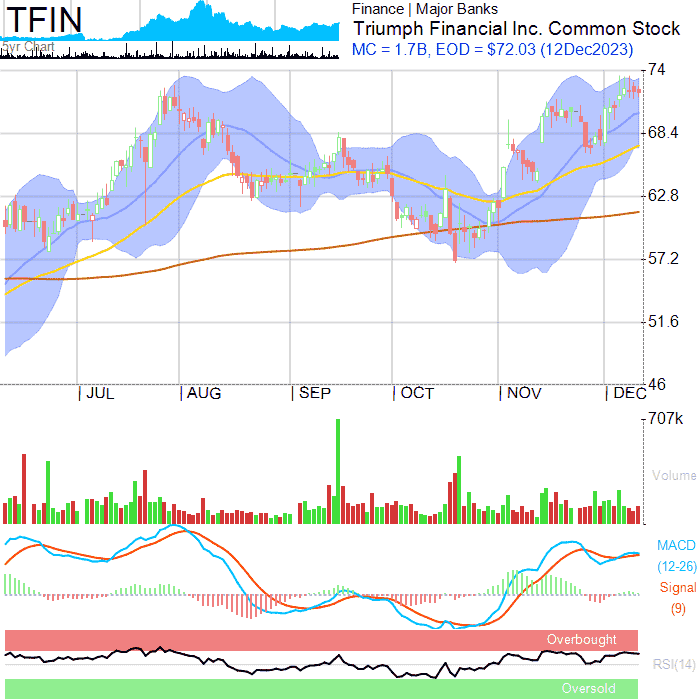 TFIN
5yr Chart
Finance | Major Banks
Triumph Financial Inc. Common Stock
MC = 1.7B, EOD = $72.03 (12Dec2023)
74
68.4
62.8
57.2
51.6
46
JUL
AUG
SEP
OCT
NOV
DEC
707k
Volume
MACD
(12-26)
Signal
(9)
Overbought
RSI(14)
Oversold